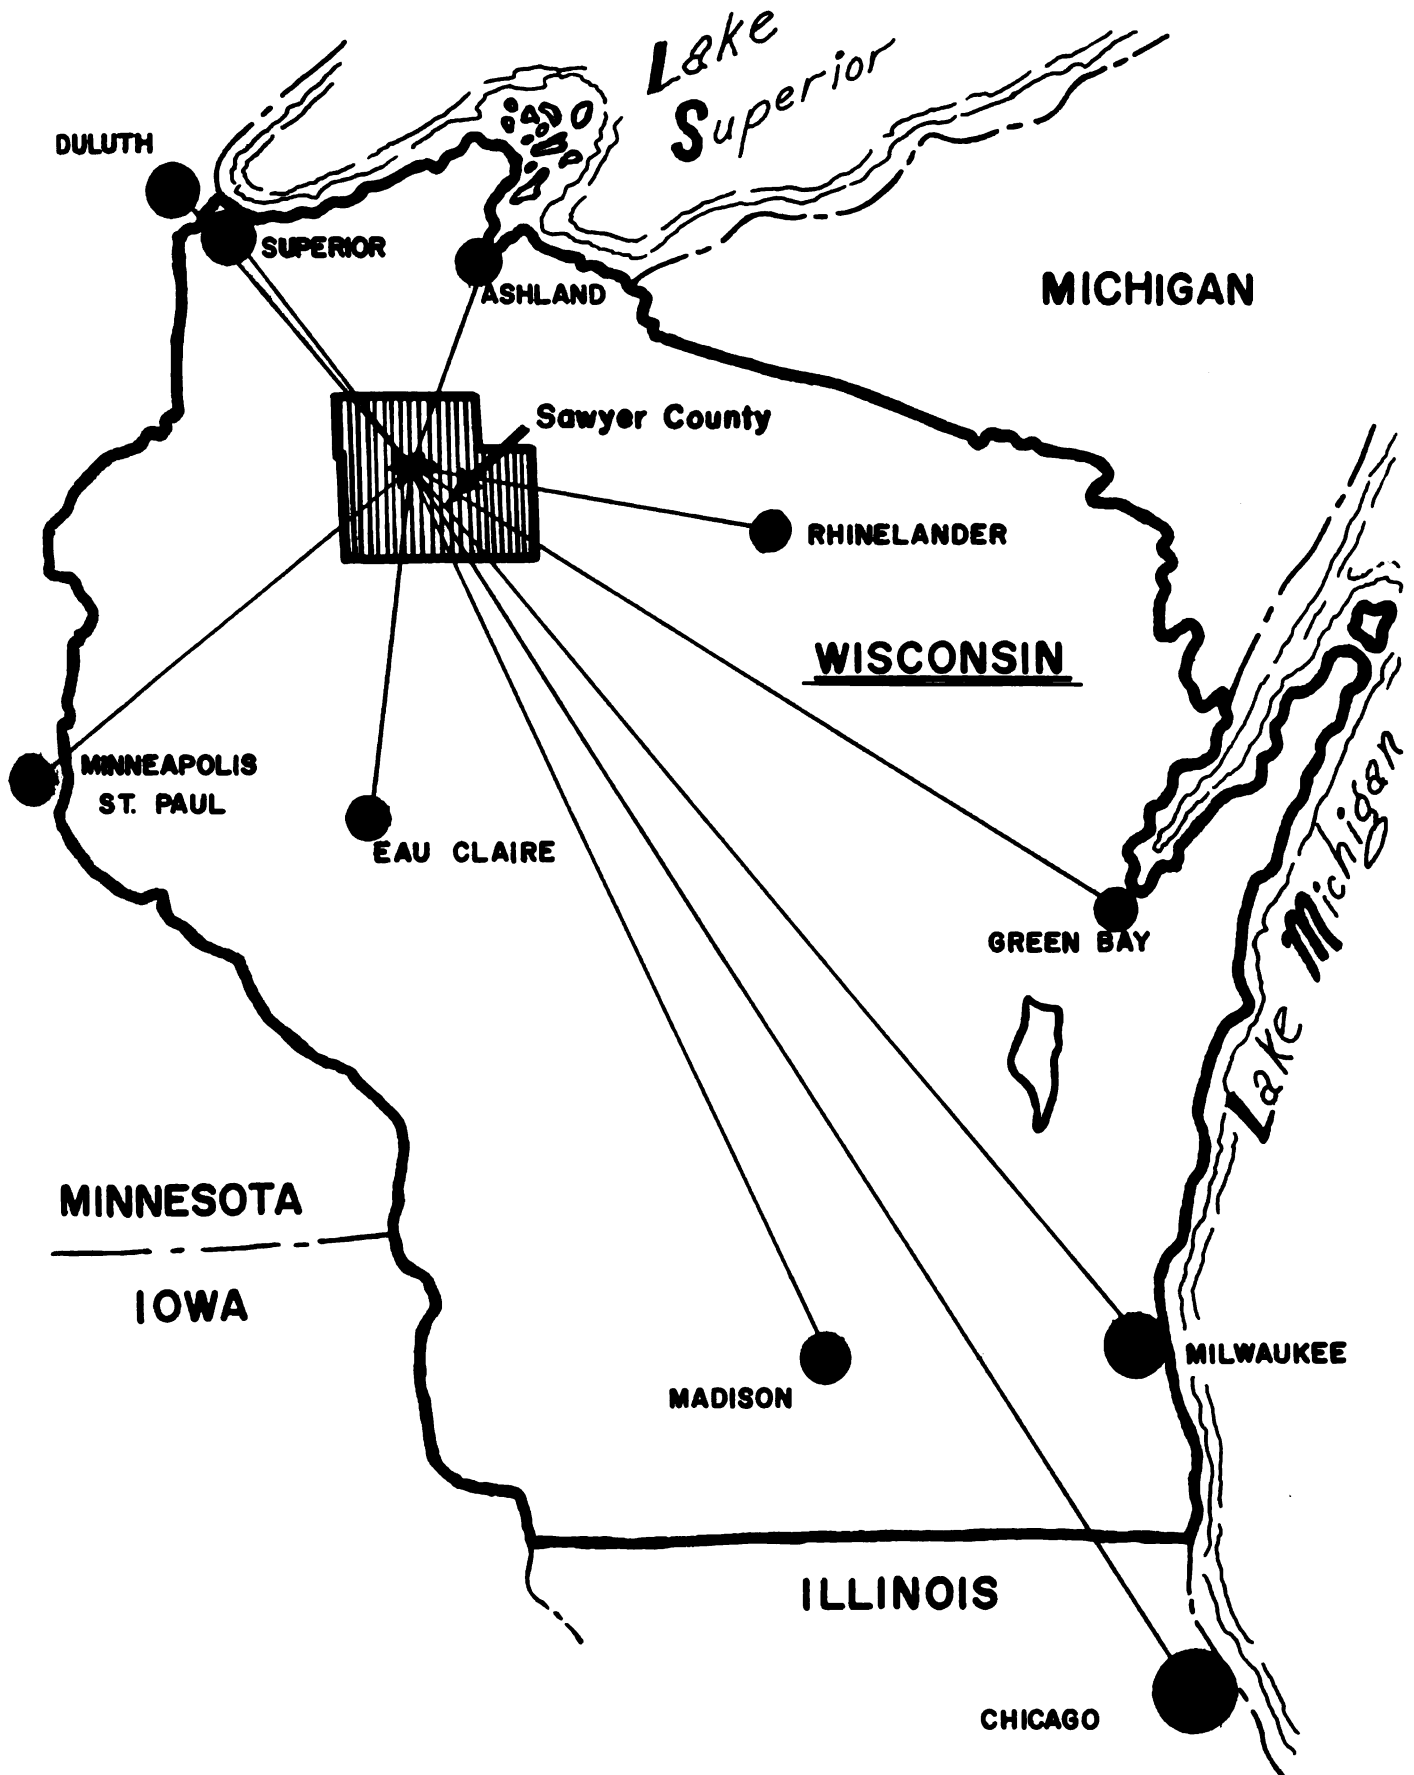 Lake
Superior
DULUTH
SUPERIOR
ASHLAND
MICHIGAN
Sawyer County
RHINELANDER
WISCONSIN
MINNEAPOLIS
ST. PAUL
EAU CLAIRE
GREEN BAY
Lake Michigan
MINNESOTA
IOWA
MILWAUKEE
MADISON
ILLINOIS
CHICAGO